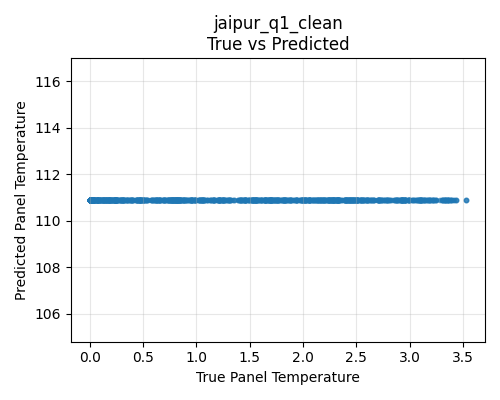 jaipur_q1_clean
True vs Predicted
116
114
112
110
108
106
Predicted Panel Temperature
0.0 0.5 1.0 1.5 2.0 2.5 3.0 3.5
True Panel Temperature